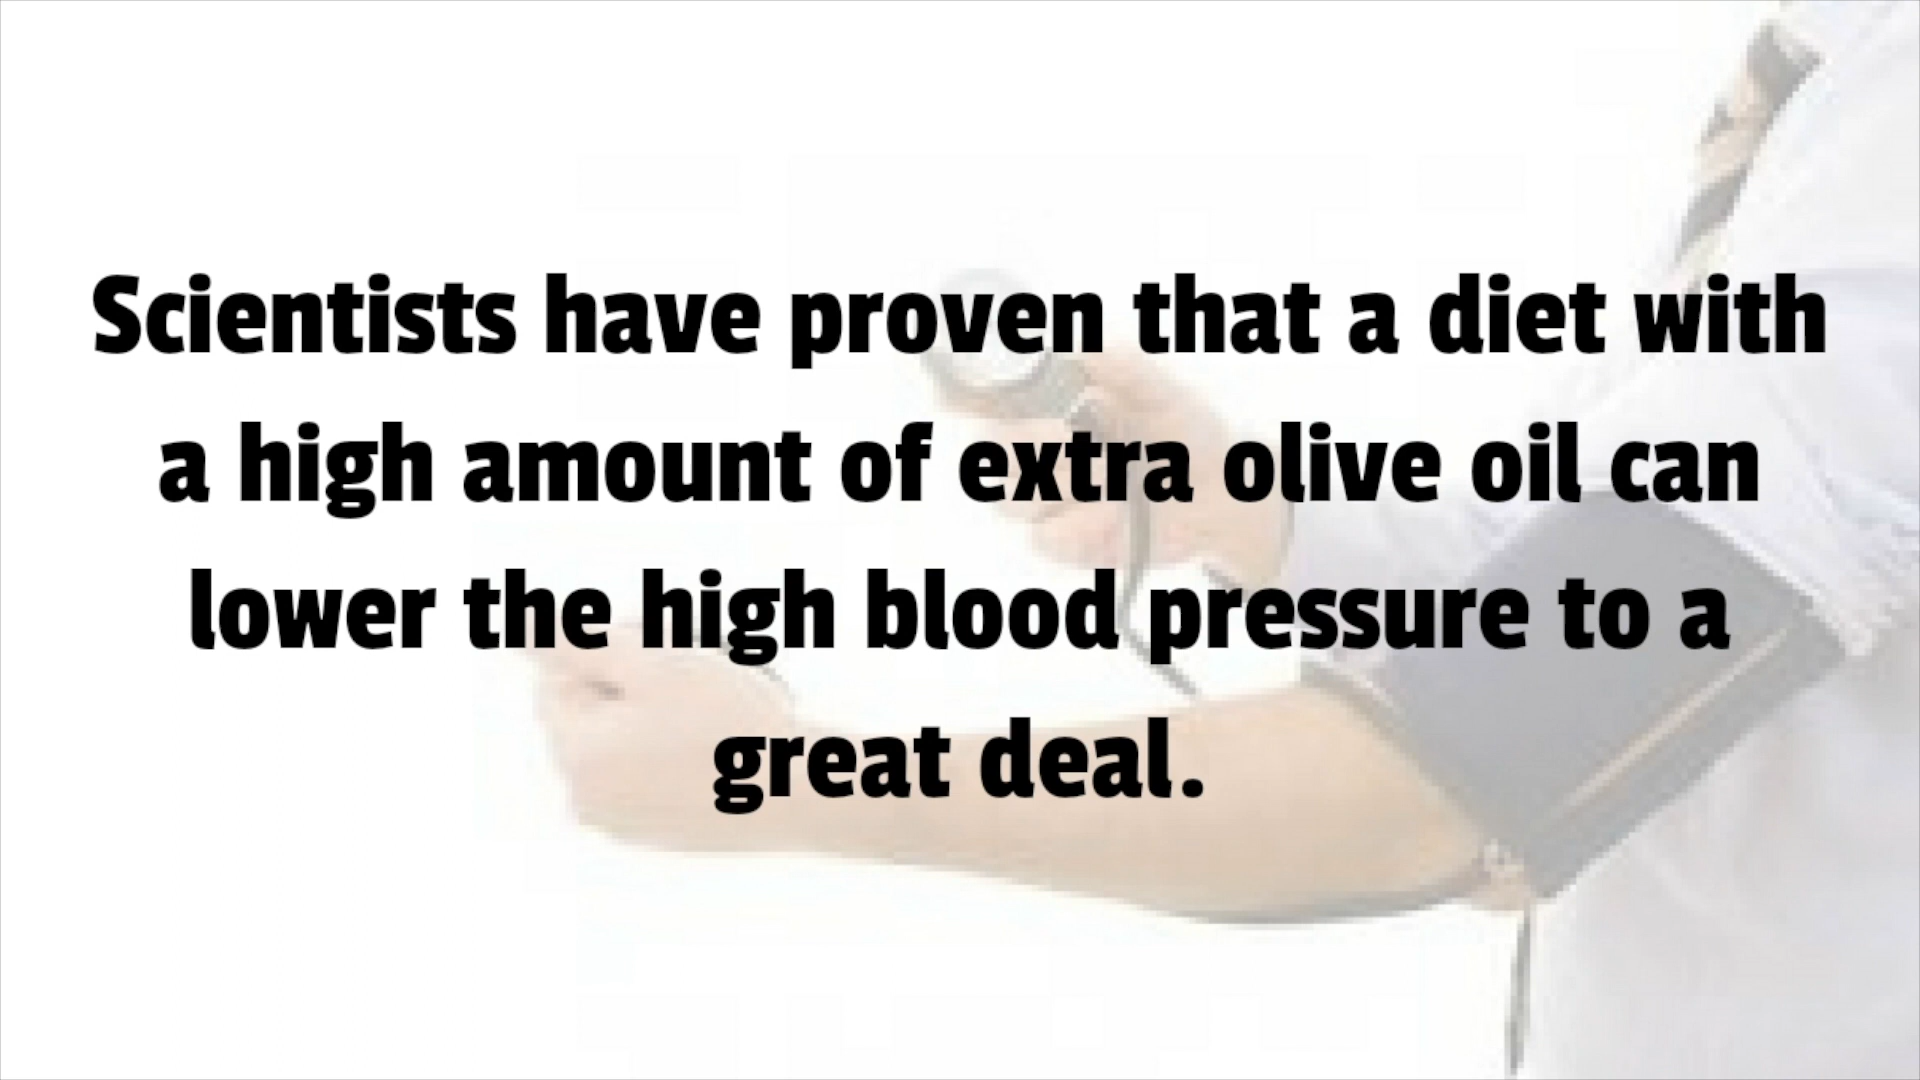 Scientists have proven that a diet with
a high amount of extra olive oil can
lower the high blood pressure to a
great deal.